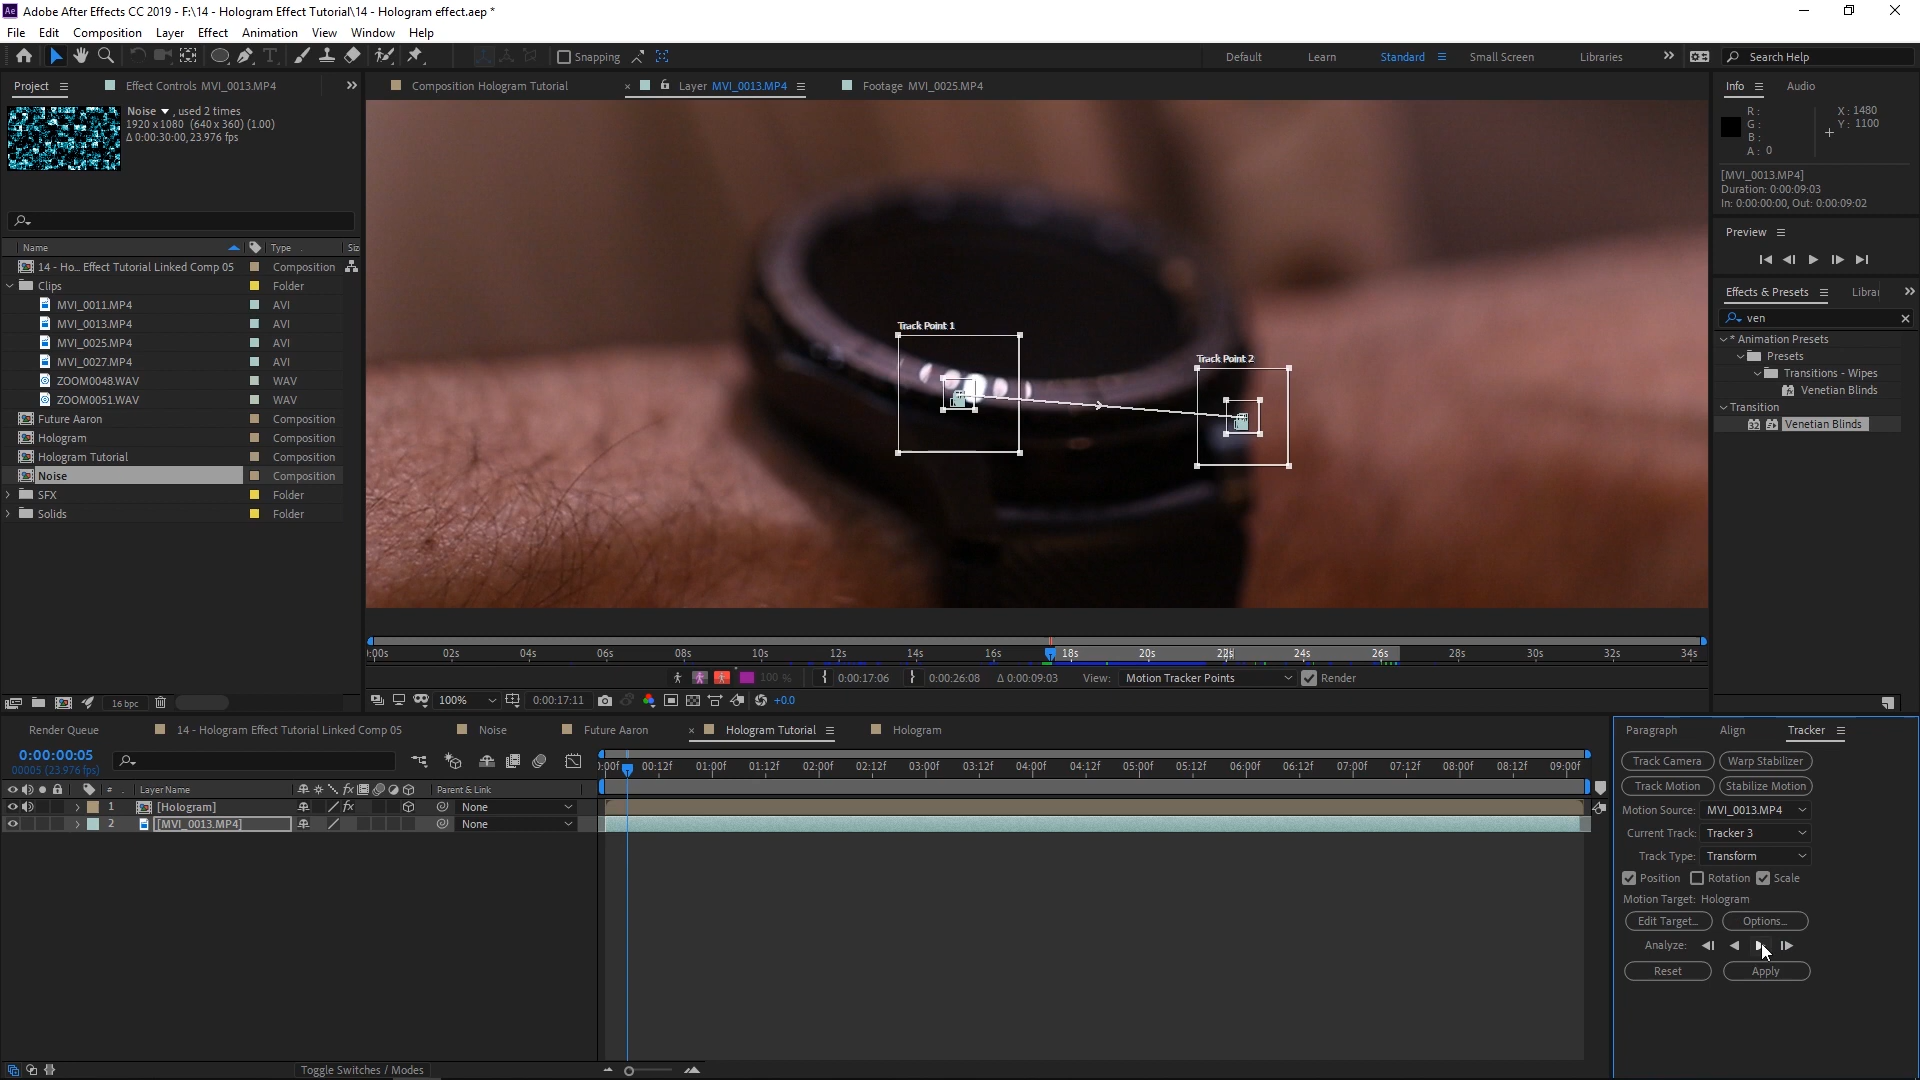 Ae Adobe After Effects CC 2019 - F:\14 - Hologram Effect Tutorial\14 - Hologram effect.aep *
File Edit Composition Layer Effect Animation View Window Help
Snapping Default Learn Standard Small Screen Libraries Search Help
Project Effect Controls MVI_0013.MP4
Composition Hologram Tutorial × Layer MVI_0013.MP4 Footage MVI_0025.MP4
Info Audio
Noise ▼ , used 2 times
1920 x 1080 (640 x 360) (1.00)
Δ 0:00:30:00, 23.976 fps
R: X: 1480
G: Y: 1100
B:
A: 0
[MVI_0013.MP4]
Duration: 0:00:09:03
In: 0:00:00:00, Out: 0:00:09:02
Preview
Effects & Presets Librar
ven
* Animation Presets
Presets
Transitions - Wipes
Venetian Blinds
Transition
32 Venetian Blinds
Name Type Siz
14 - Ho... Effect Tutorial Linked Comp 05 Composition
Clips Folder
MVI_0011.MP4 AVI
MVI_0013.MP4 AVI
MVI_0025.MP4 AVI
MVI_0027.MP4 AVI
ZOOM0048.WAV WAV
ZOOM0051.WAV WAV
Future Aaron Composition
Hologram Composition
Hologram Tutorial Composition
Noise Composition
SFX Folder
Solids Folder
16 bpc
Track Point 1
Track Point 2
):00s 02s 04s 06s 08s 10s 12s 14s 16s 18s 20s 22s 24s 26s 28s 30s 32s 34s
100 % 0:00:17:06 0:00:26:08 Δ 0:00:09:03 View: Motion Tracker Points Render
100% 0:00:17:11 +0.0
Render Queue 14 - Hologram Effect Tutorial Linked Comp 05 Noise Future Aaron × Hologram Tutorial Hologram
0:00:00:05
00005 (23.976 fps)
):00f 00:12f 01:00f 01:12f 02:00f 02:12f 03:00f 03:12f 04:00f 04:12f 05:00f 05:12f 06:00f 06:12f 07:00f 07:12f 08:00f 08:12f 09:00f
# Layer Name fx Parent & Link
1 [Hologram] fx None
2 [MVI_0013.MP4] None
Toggle Switches / Modes
Paragraph Align Tracker
Track Camera Warp Stabilizer
Track Motion Stabilize Motion
Motion Source: MVI_0013.MP4
Current Track: Tracker 3
Track Type: Transform
Position Rotation Scale
Motion Target: Hologram
Edit Target... Options...
Analyze:
Reset Apply